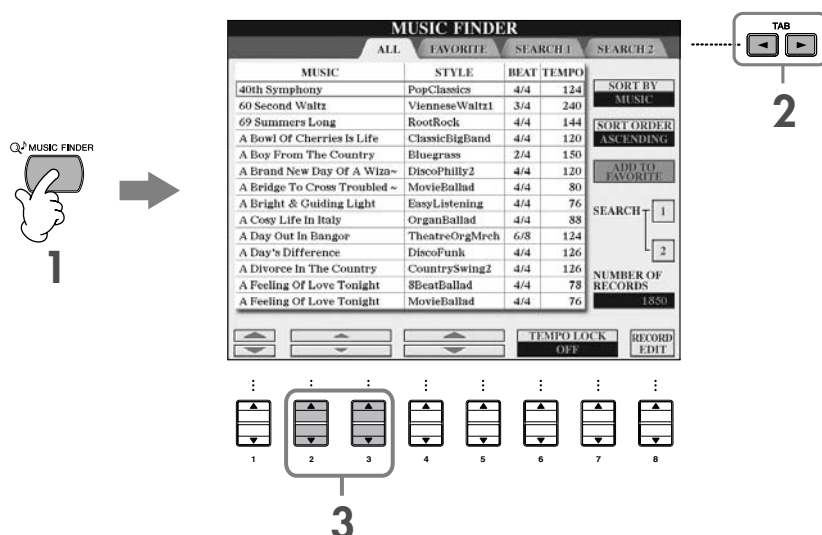 MUSIC FINDER
ALL FAVORITE SEARCH 1 SEARCH 2
TAB
2
MUSIC STYLE BEAT TEMPO
40th Symphony PopClassics 4/4 124
60 Second Waltz VienneseWaltz1 3/4 240
69 Summers Long RootRock 4/4 144
A Bowl Of Cherries Is Life ClassicBigBand 4/4 120
A Boy From The Country Bluegrass 2/4 150
A Brand New Day Of A Wiza~ DiscoPhilly2 4/4 120
A Bridge To Cross Troubled ~ MovieBallad 4/4 80
A Bright & Guiding Light EasyListening 4/4 76
A Cosy Life In Italy OrganBallad 4/4 88
A Day Out In Bangor TheatreOrgMrch 6/8 124
A Day's Difference DiscoFunk 4/4 126
A Divorce In The Country CountrySwing2 4/4 126
A Feeling Of Love Tonight 8BeatBallad 4/4 78
A Feeling Of Love Tonight MovieBallad 4/4 76
SORT BY
MUSIC
SORT ORDER
ASCENDING
ADD TO
FAVORITE
SEARCH 1
2
NUMBER OF
RECORDS
1850
MUSIC FINDER
1
TEMPO LOCK
OFF
RECORD
EDIT
1 2 3 4 5 6 7 8
3